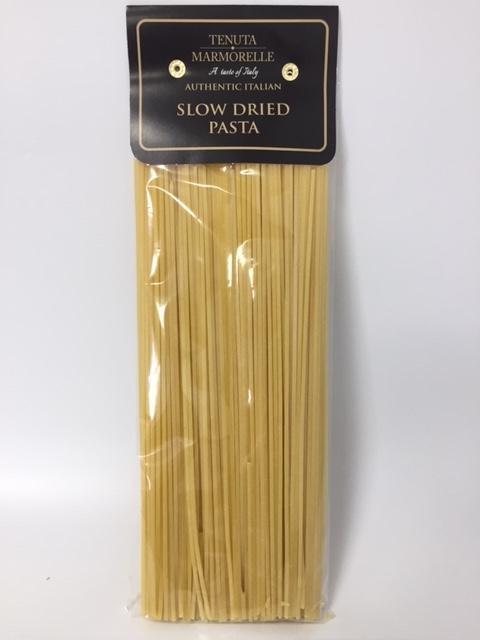 TENUTA
MARMORELLE
A taste of Italy
AUTHENTIC ITALIAN
SLOW DRIED
PASTA